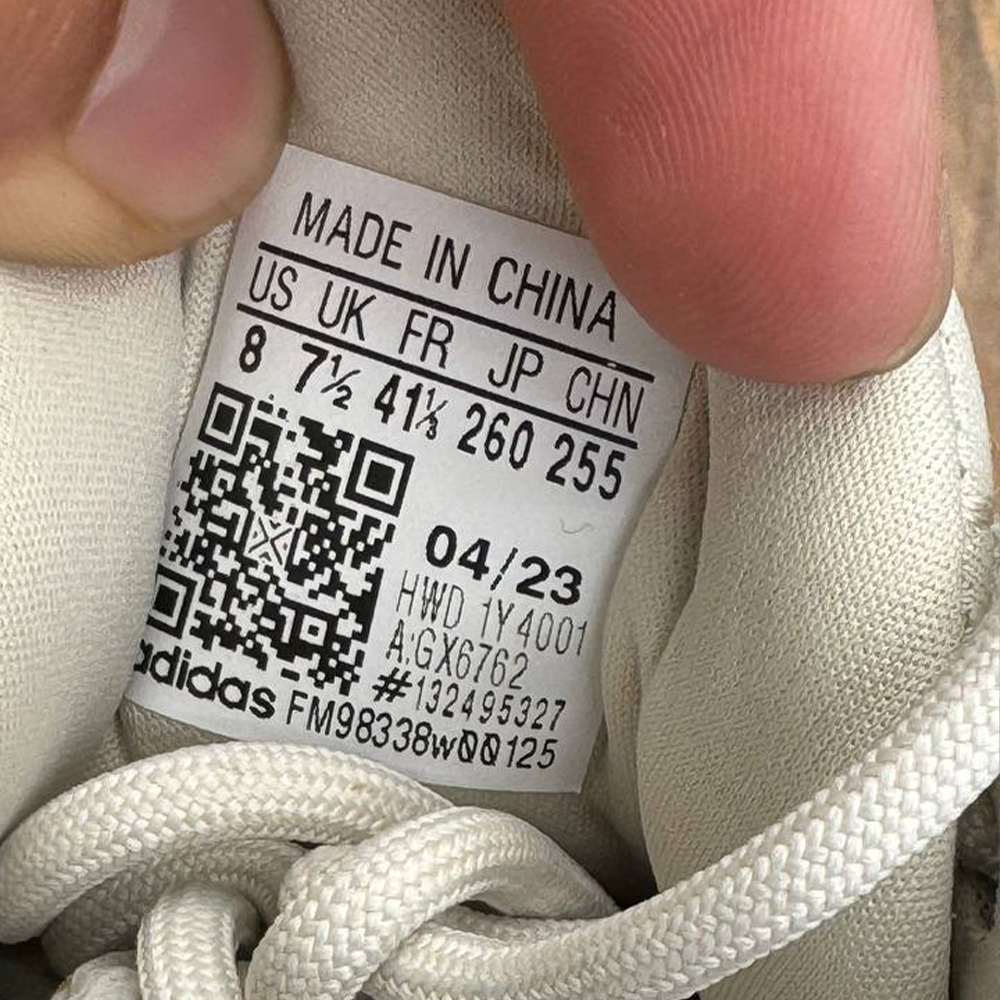 MADE IN CHINA
US UK FR JP CHN
8 7½ 41⅓ 260 255
04/23
HWD 1Y4001
A:GX6762
#132495327
adidas FM98338w00125